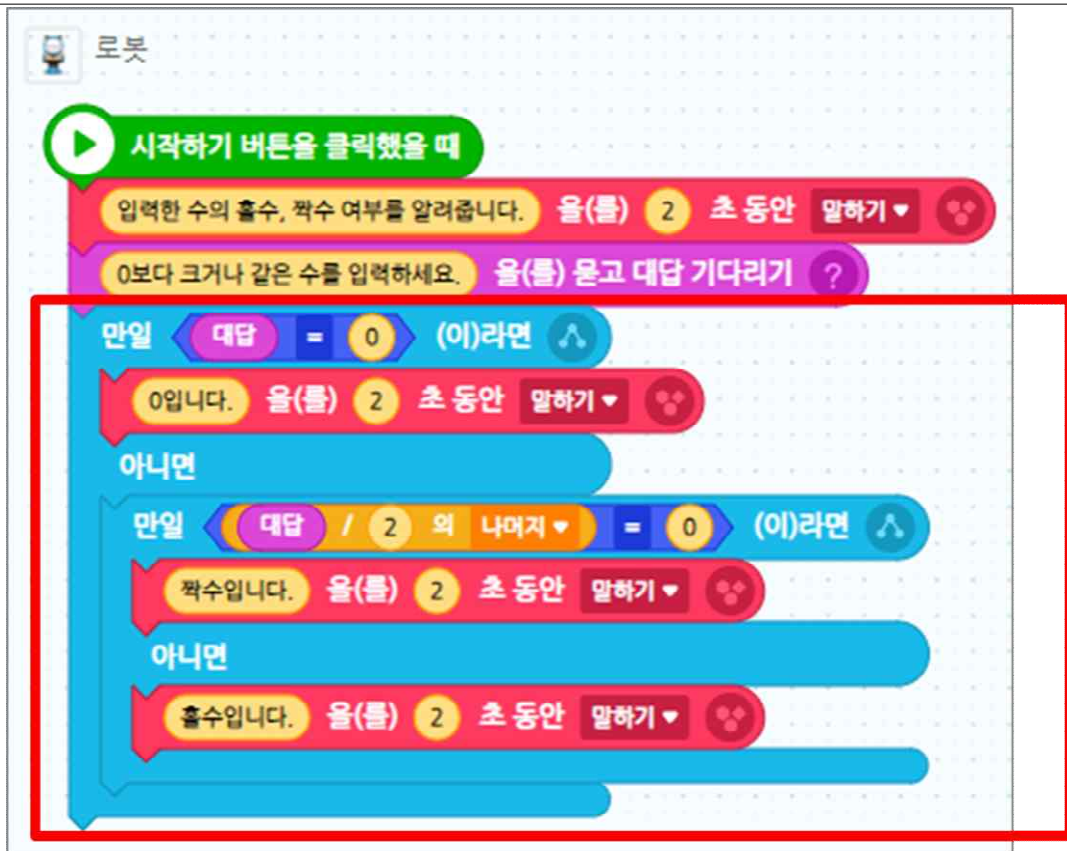 로봇
시작하기 버튼을 클릭했을 때
입력한 수의 홀수, 짝수 여부를 알려줍니다. 을(를) 2 초 동안 말하기▼
0보다 크거나 같은 수를 입력하세요. 을(를) 묻고 대답 기다리기 ?
만일 대답 = 0 (이)라면
0입니다. 을(를) 2 초 동안 말하기▼
아니면
만일 대답 / 2 의 나머지▼ = 0 (이)라면
짝수입니다. 을(를) 2 초 동안 말하기▼
아니면
홀수입니다. 을(를) 2 초 동안 말하기▼